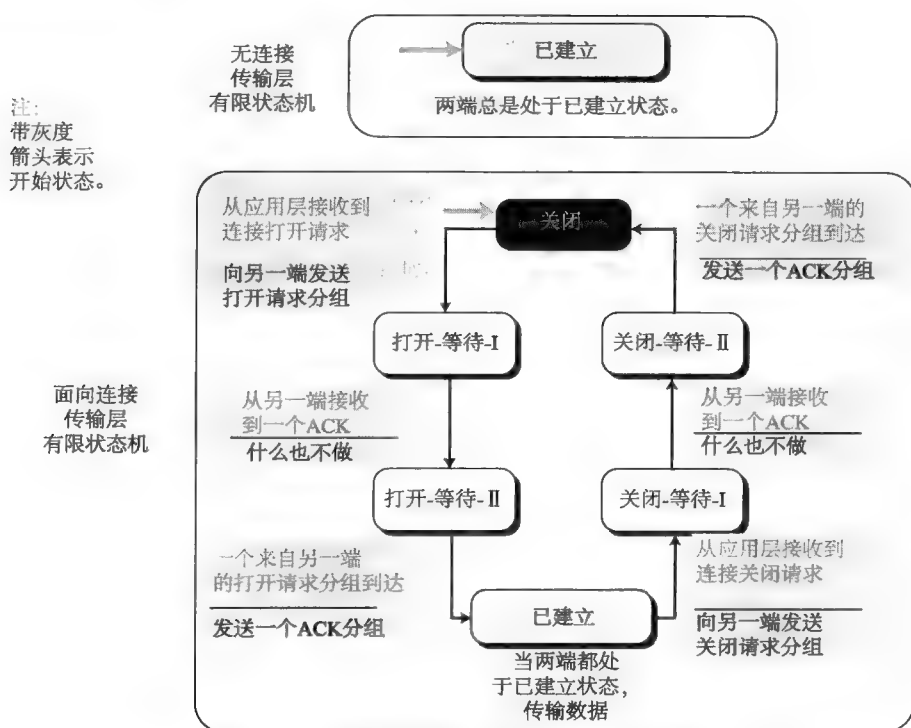 无连接
传输层
有限状态机
已建立
两端总是处于已建立状态。
注:
带灰度
箭头表示
开始状态。
面向连接
传输层
有限状态机
从应用层接收到
连接打开请求
向另一端发送
打开请求分组
关闭
一个来自另一端的
关闭请求分组到达
发送一个ACK分组
打开-等待-I
关闭-等待-II
从另一端接收
到一个ACK
什么也不做
从另一端接收
到一个ACK
什么也不做
打开-等待-II
关闭-等待-I
一个来自另一端
的打开请求分组到达
发送一个ACK分组
已建立
当两端都处
于已建立状态,
传输数据
从应用层接收到
连接关闭请求
向另一端发送
关闭请求分组